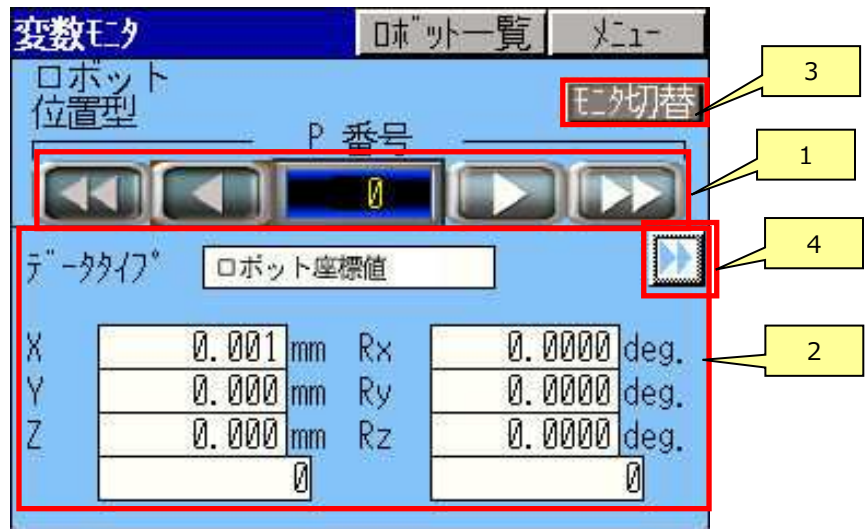 変数ﾓﾆﾀ ﾛﾎﾞｯﾄ一覧 ﾒﾆｭｰ
ロボット
位置型
ﾓﾆﾀ切替
3
P 番号
0
1
ﾃﾞｰﾀﾀｲﾌﾟ ロボット座標値
4
X 0.001 mm Rx 0.0000 deg.
2
Y 0.000 mm Ry 0.0000 deg.
Z 0.000 mm Rz 0.0000 deg.
0 0